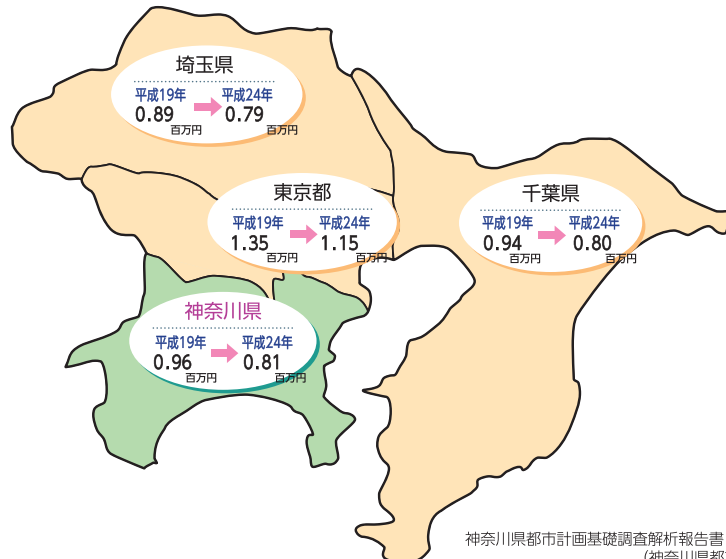 埼玉県
平成19年 平成24年
0.89 0.79
百万円 百万円
東京都
平成19年 平成24年
1.35 1.15
百万円 百万円
千葉県
平成19年 平成24年
0.94 0.80
百万円 百万円
神奈川県
平成19年 平成24年
0.96 0.81
百万円 百万円
神奈川県都市計画基礎調査解析報告書
(神奈川県都